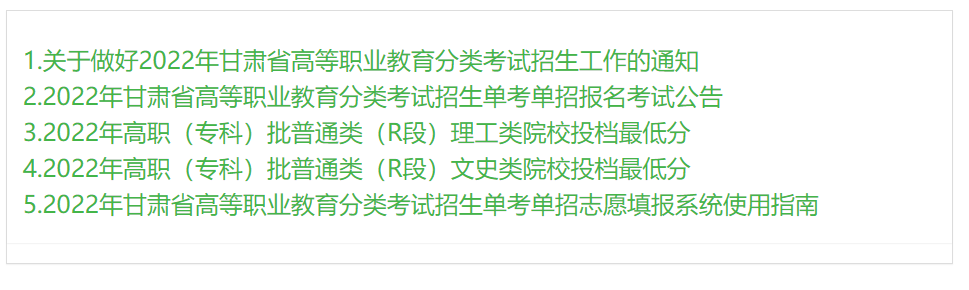 1.关于做好2022年甘肃省高等职业教育分类考试招生工作的通知
2.2022年甘肃省高等职业教育分类考试招生单考单招报名考试公告
3.2022年高职（专科）批普通类（R段）理工类院校投档最低分
4.2022年高职（专科）批普通类（R段）文史类院校投档最低分
5.2022年甘肃省高等职业教育分类考试招生单考单招志愿填报系统使用指南